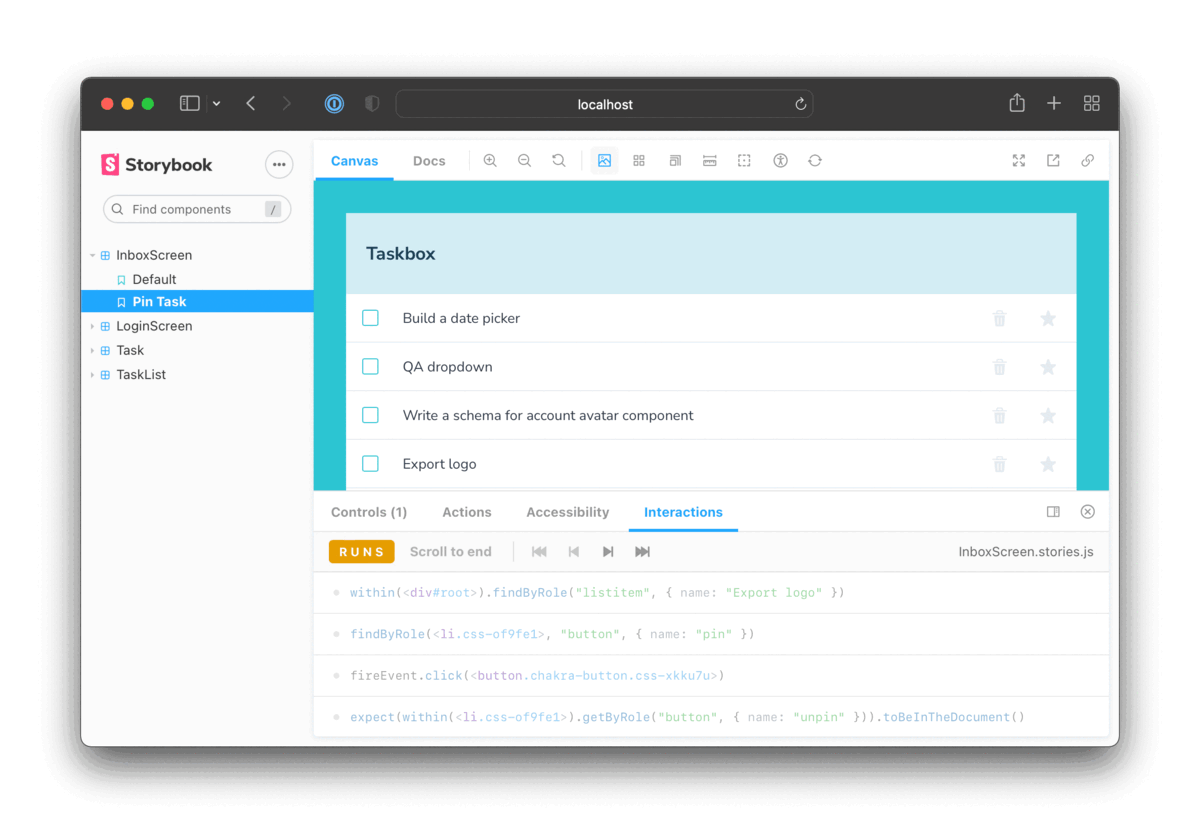 localhost
Storybook
Find components
/
InboxScreen
Default
Pin Task
LoginScreen
Task
TaskList
Canvas
Docs
Taskbox
Build a date picker
QA dropdown
Write a schema for account avatar component
Export logo
Controls (1) Actions Accessibility Interactions
RUNS Scroll to end InboxScreen.stories.js
within(<div#root>).findByRole("listitem", { name: "Export logo" })
findByRole(<li.css-of9fe1>, "button", { name: "pin" })
fireEvent.click(<button.chakra-button.css-xkku7u>)
expect(within(<li.css-of9fe1>).getByRole("button", { name: "unpin" })).toBeInTheDocument()